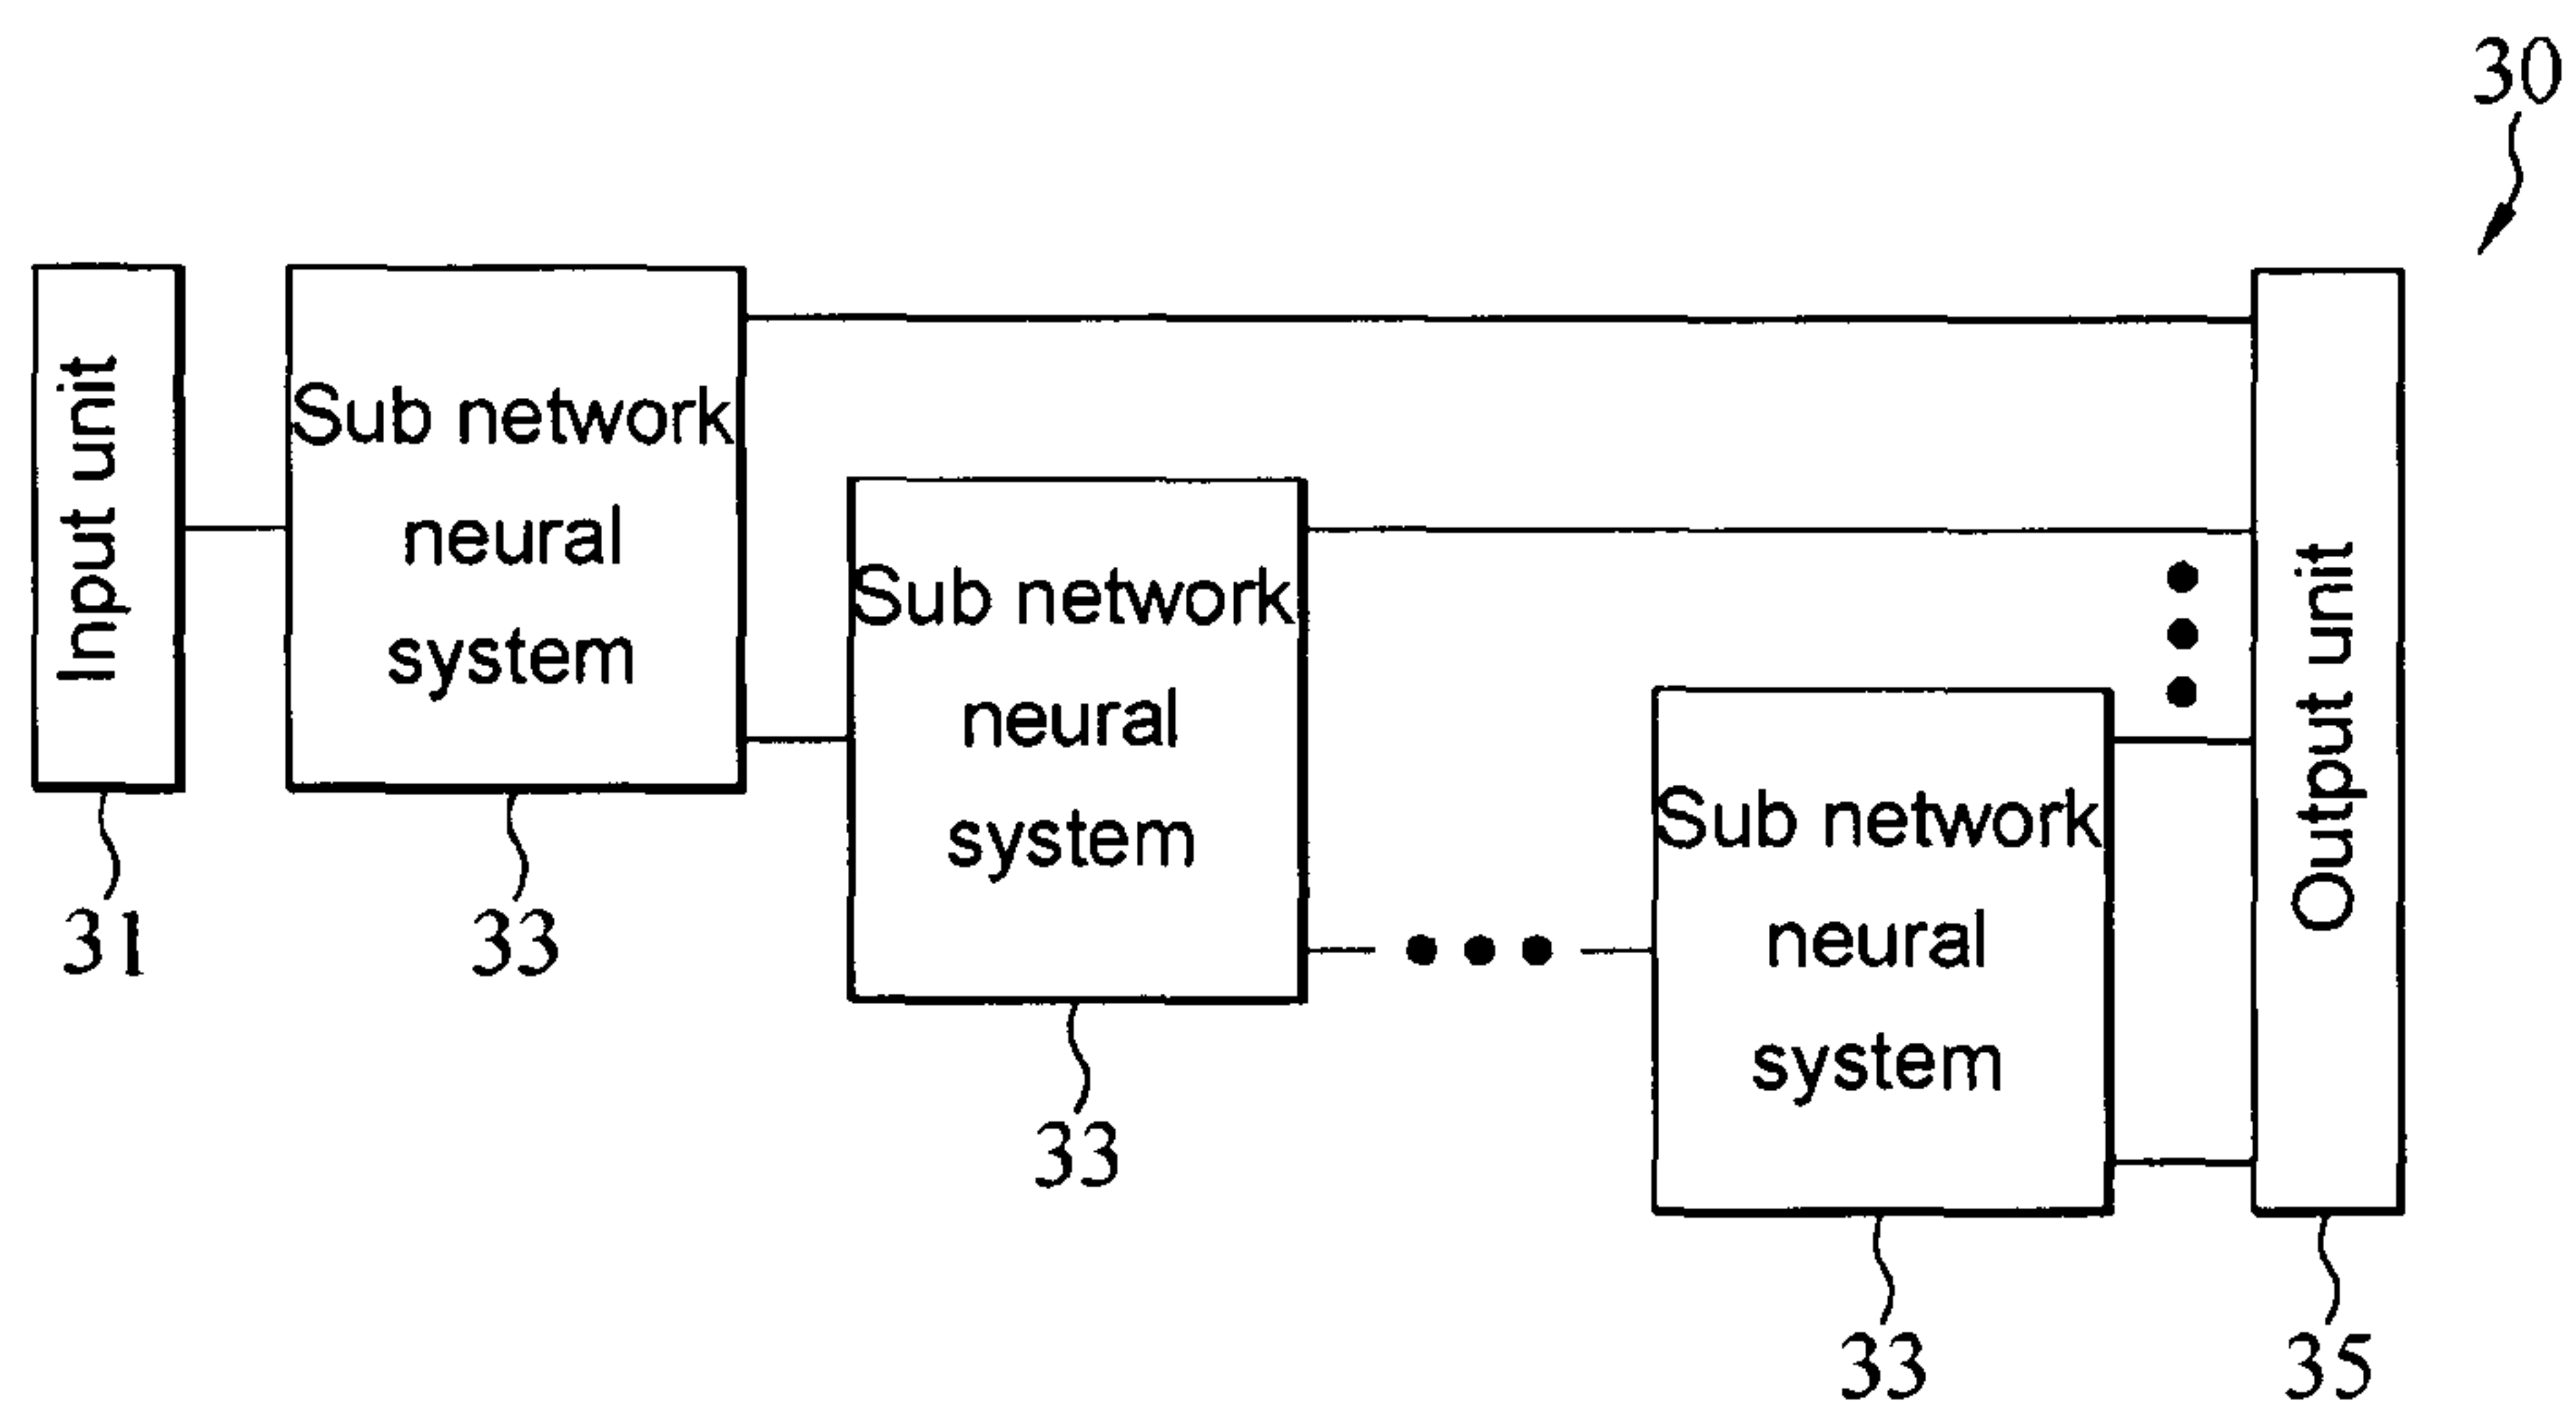 30
Input unit
Sub network
neural
system
Sub network
neural
system
Sub network
neural
system
Output unit
31
33
33
33
35